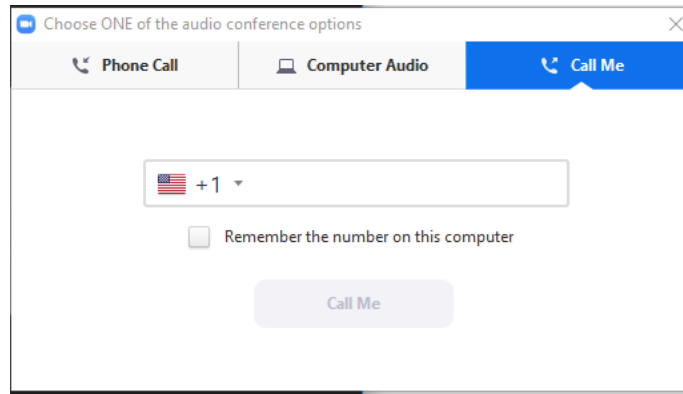 Choose ONE of the audio conference options
Phone Call
Computer Audio
Call Me
+1
Remember the number on this computer
Call Me